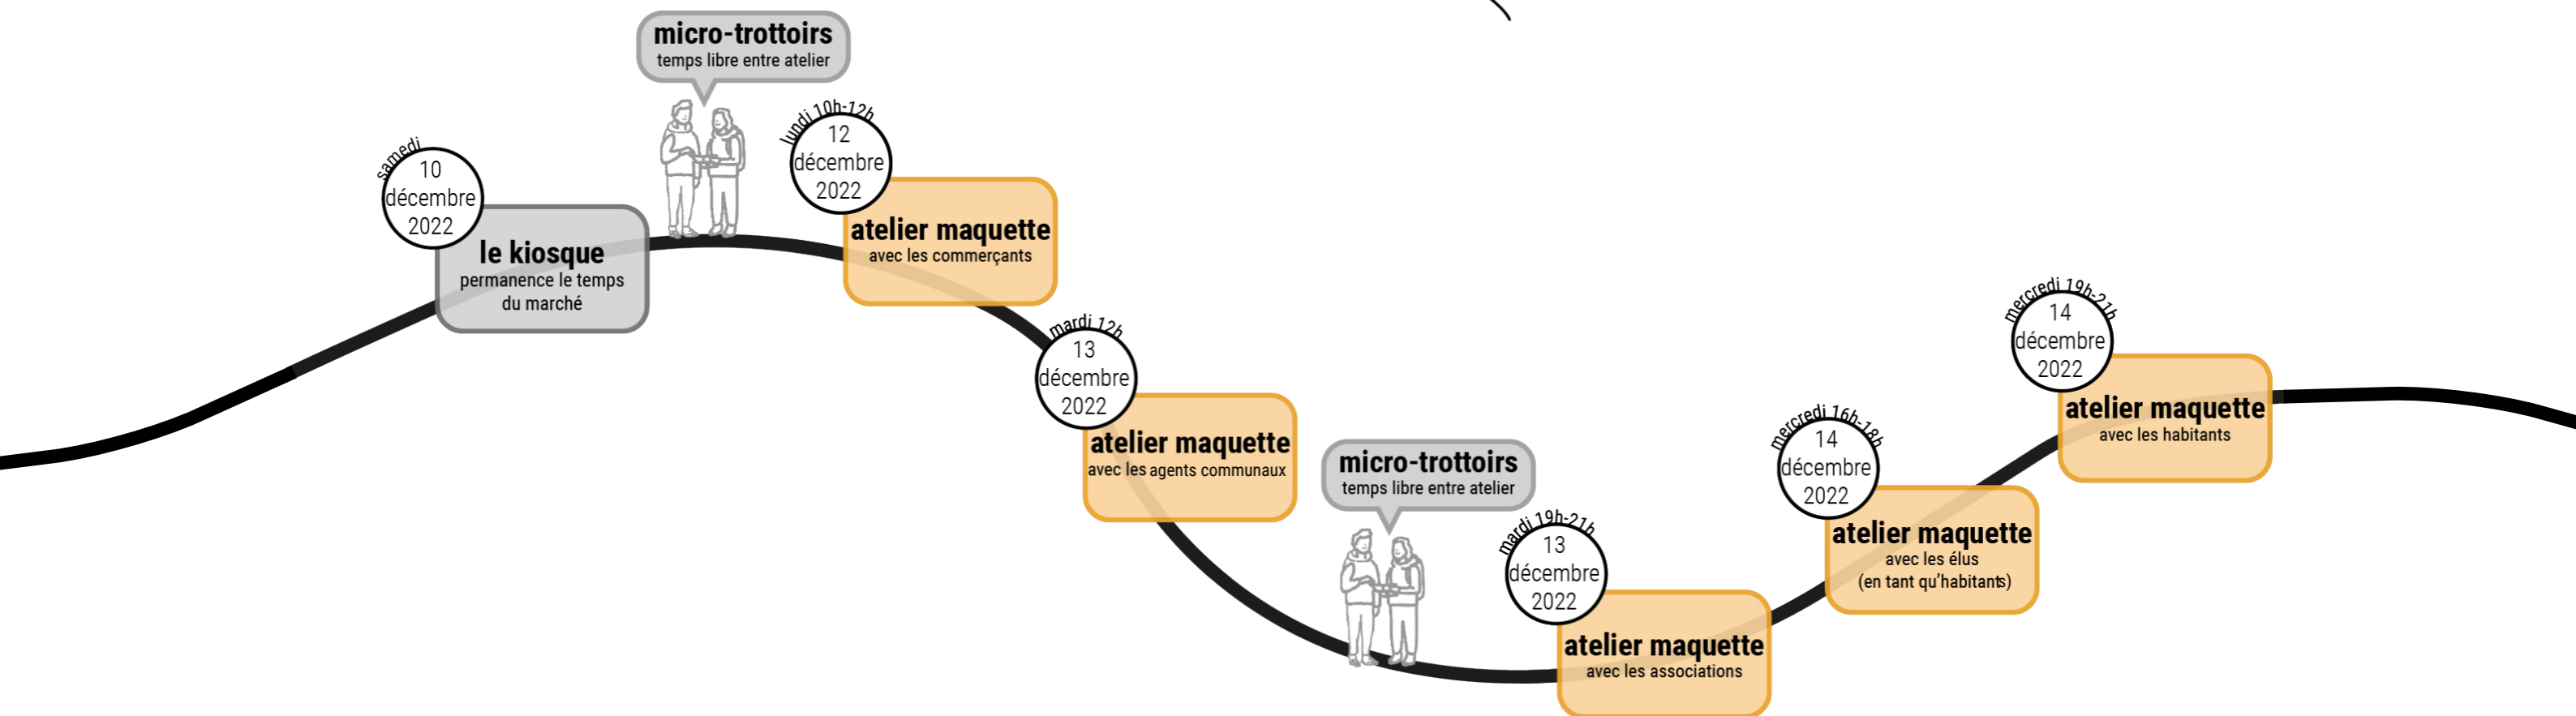 micro-trottoirs
temps libre entre atelier
samedi
10
décembre
2022
le kiosque
permanence le temps
du marché
lundi 10h-12h
12
décembre
2022
atelier maquette
avec les commerçants
mardi 12h
13
décembre
2022
atelier maquette
avec les agents communaux
micro-trottoirs
temps libre entre atelier
mardi 19h-21h
13
décembre
2022
atelier maquette
avec les associations
mercredi 16h-18h
14
décembre
2022
atelier maquette
avec les élus
(en tant qu'habitants)
mercredi 19h-21h
14
décembre
2022
atelier maquette
avec les habitants